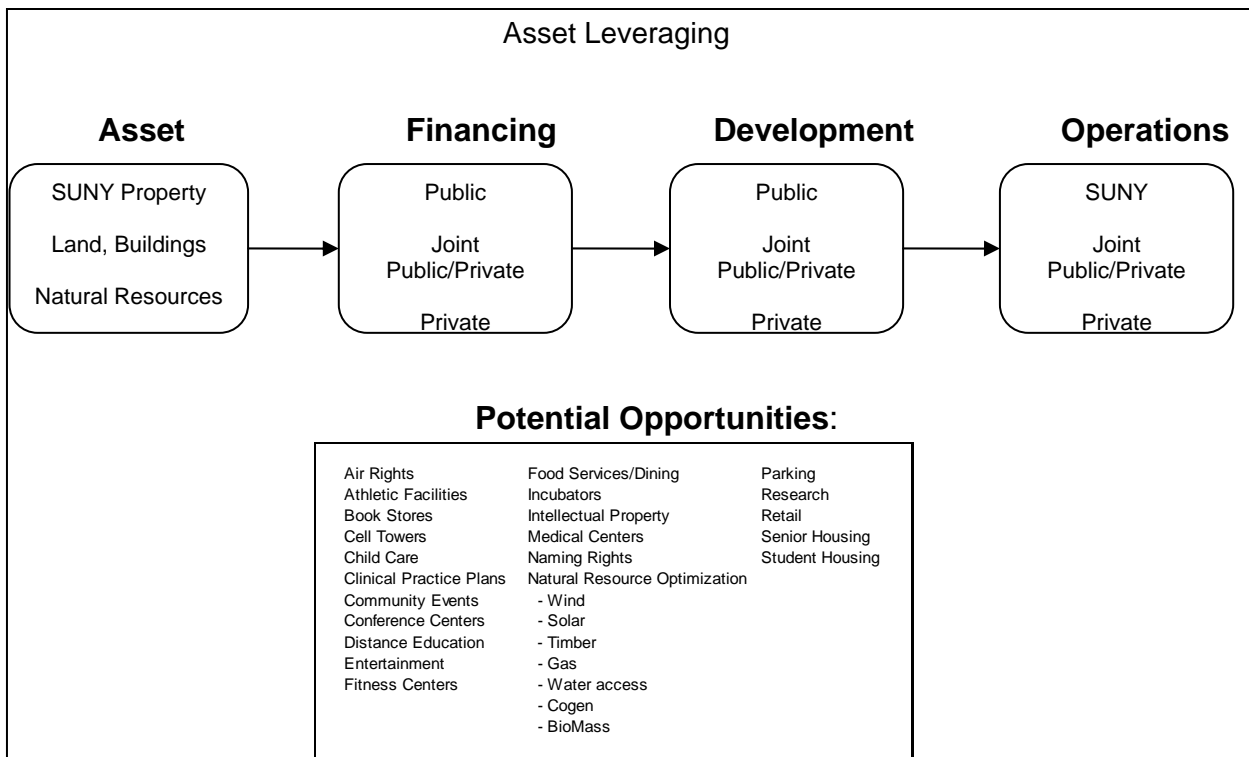 Asset Leveraging
Asset
Financing
Development
Operations
SUNY Property
Land, Buildings
Natural Resources
Public
Joint
Public/Private
Private
Public
Joint
Public/Private
Private
SUNY
Joint
Public/Private
Private
Potential Opportunities:
Air Rights
Athletic Facilities
Book Stores
Cell Towers
Child Care
Clinical Practice Plans
Community Events
Conference Centers
Distance Education
Entertainment
Fitness Centers
Food Services/Dining
Incubators
Intellectual Property
Medical Centers
Naming Rights
Natural Resource Optimization
- Wind
- Solar
- Timber
- Gas
- Water access
- Cogen
- BioMass
Parking
Research
Retail
Senior Housing
Student Housing